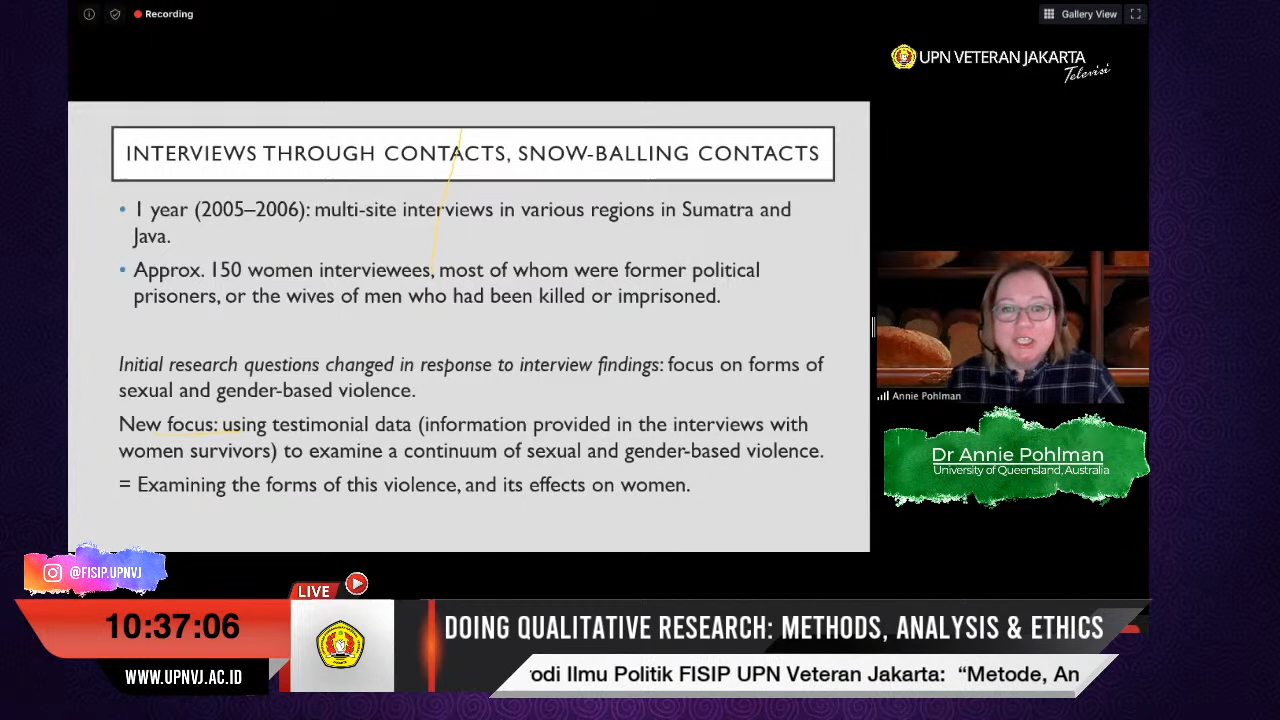 Recording
Gallery View
UPN VETERAN JAKARTA
Televisi
INTERVIEWS THROUGH CONTACTS, SNOW-BALLING CONTACTS
• 1 year (2005–2006): multi-site interviews in various regions in Sumatra and
Java.
• Approx. 150 women interviewees, most of whom were former political
prisoners, or the wives of men who had been killed or imprisoned.
Initial research questions changed in response to interview findings: focus on forms of
sexual and gender-based violence.
New focus: using testimonial data (information provided in the interviews with
women survivors) to examine a continuum of sexual and gender-based violence.
= Examining the forms of this violence, and its effects on women.
Annie Pohlman
Dr Annie Pohlman
University of Queensland, Australia
@FISIP.UPNVJ
LIVE
10:37:06
DOING QUALITATIVE RESEARCH: METHODS, ANALYSIS & ETHICS
WWW.UPNVJ.AC.ID
rodi Ilmu Politik FISIP UPN Veteran Jakarta: “Metode, An